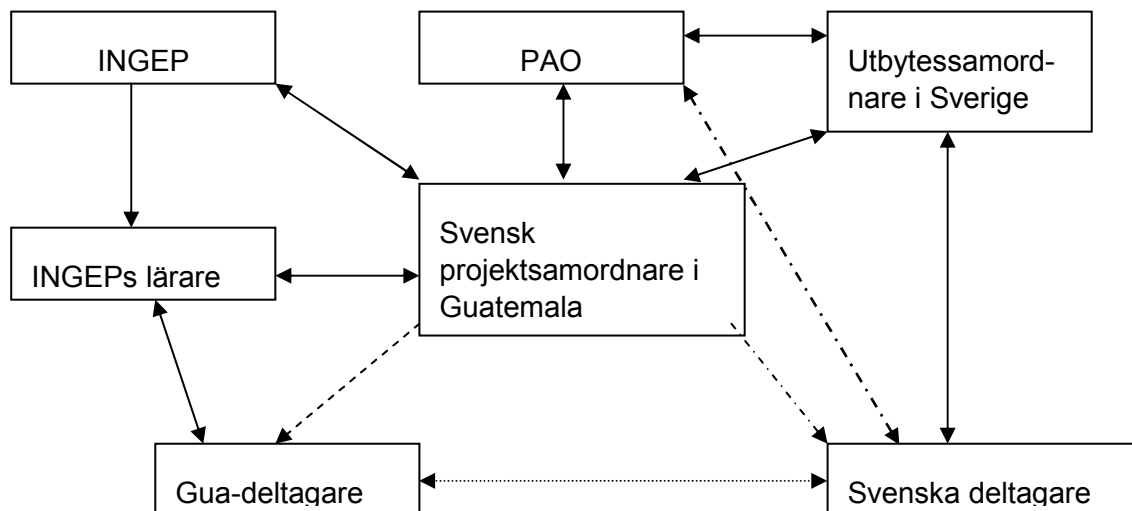 INGEP
PAO
Utbytessamord-
nare i Sverige
Svensk
projektsamordnare i
Guatemala
INGEPs lärare
Gua-deltagare
Svenska deltagare